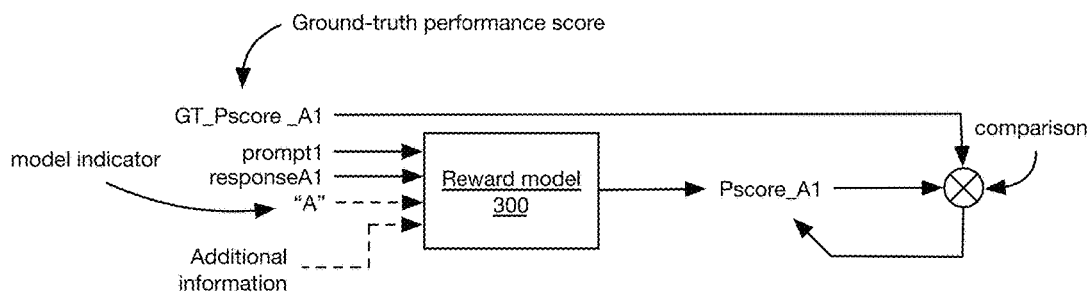 Ground-truth performance score
GT_Pscore _A1
comparison
model indicator
prompt1
responseA1
"A"
Additional
information
Reward model
300
Pscore_A1